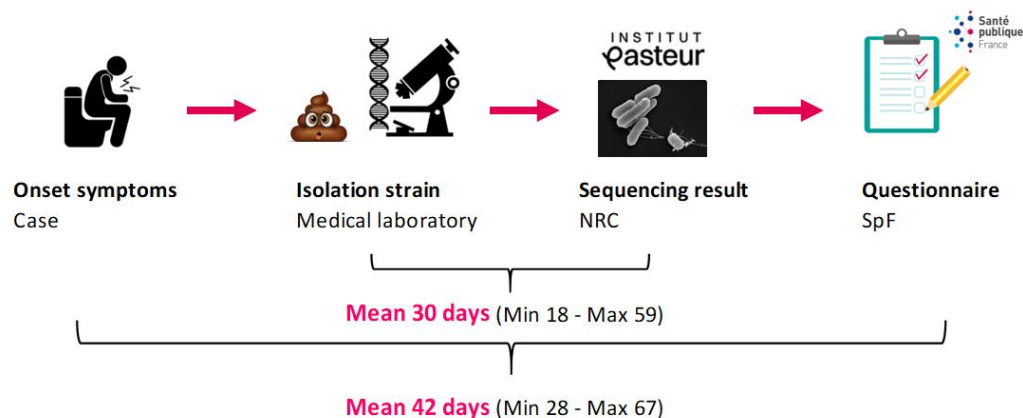 INSTITUT
Pasteur
Santé
publique
France
Onset symptoms
Case
Isolation strain
Medical laboratory
Sequencing result
NRC
Questionnaire
SpF
Mean 30 days (Min 18 - Max 59)
Mean 42 days (Min 28 - Max 67)